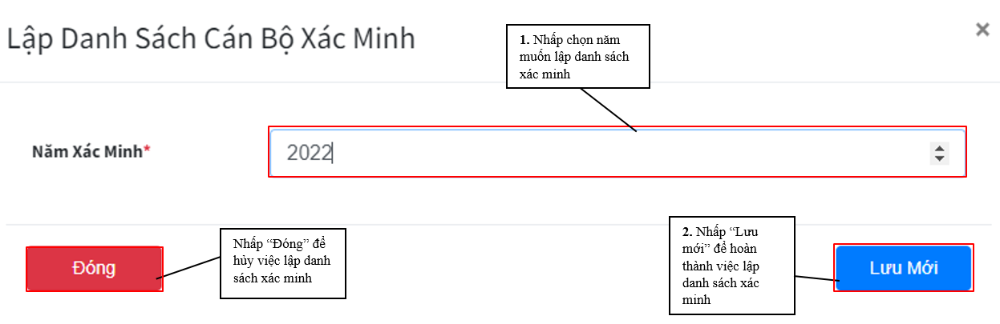 Lập Danh Sách Cán Bộ Xác Minh
×
1. Nhấp chọn năm
muốn lập danh sách
xác minh
Năm Xác Minh*
2022
Nhấp “Đóng” để
hủy việc lập danh
sách xác minh
2. Nhấp “Lưu
mới” để hoàn
thành việc lập
danh sách xác
minh
Đóng
Lưu Mới